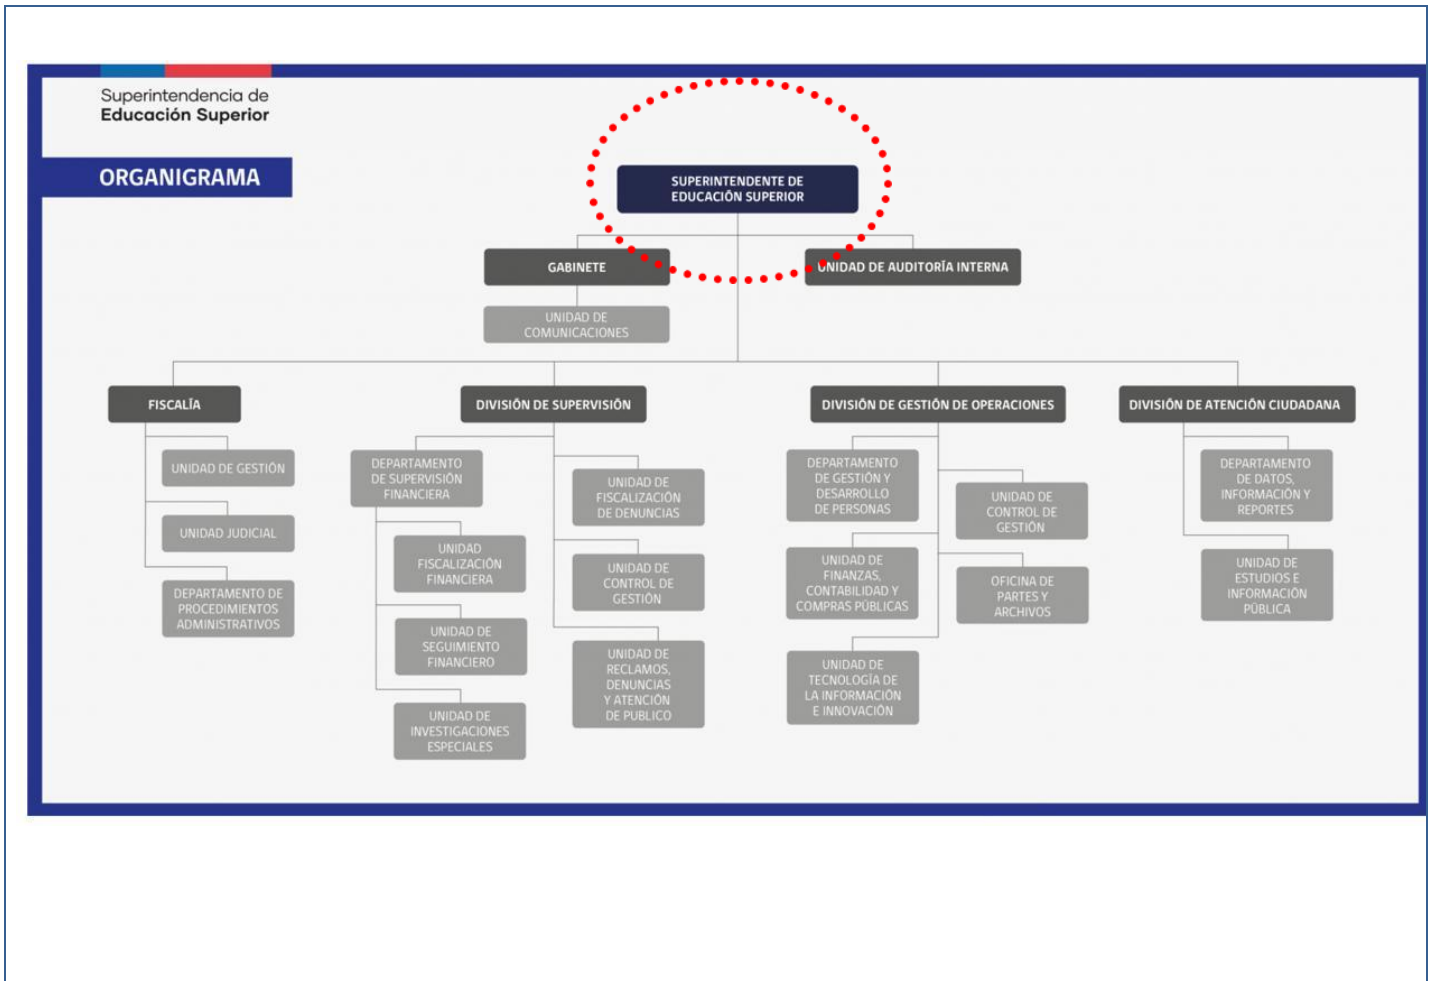 Superintendencia de
Educación Superior
ORGANIGRAMA
SUPERINTENDENTE DE
EDUCACIÓN SUPERIOR
GABINETE
UNIDAD DE AUDITORÍA INTERNA
UNIDAD DE
COMUNICACIONES
FISCALÍA
DIVISIÓN DE SUPERVISIÓN
DIVISIÓN DE GESTIÓN DE OPERACIONES
DIVISIÓN DE ATENCIÓN CIUDADANA
UNIDAD DE GESTIÓN
UNIDAD JUDICIAL
DEPARTAMENTO DE
PROCEDIMIENTOS
ADMINISTRATIVOS
DEPARTAMENTO
DE SUPERVISIÓN
FINANCIERA
UNIDAD
FISCALIZACIÓN
FINANCIERA
UNIDAD DE
SEGUIMIENTO
FINANCIERO
UNIDAD DE
INVESTIGACIONES
ESPECIALES
UNIDAD DE
FISCALIZACIÓN
DE DENUNCIAS
UNIDAD DE
CONTROL DE
GESTIÓN
UNIDAD DE
RECLAMOS,
DENUNCIAS
Y ATENCIÓN
DE PUBLICO
DEPARTAMENTO
DE GESTIÓN Y
DESARROLLO
DE PERSONAS
UNIDAD DE
FINANZAS,
CONTABILIDAD Y
COMPRAS PÚBLICAS
UNIDAD DE
TECNOLOGÍA DE
LA INFORMACIÓN
E INNOVACIÓN
UNIDAD DE
CONTROL DE
GESTIÓN
OFICINA DE
PARTES Y
ARCHIVOS
DEPARTAMENTO
DE DATOS,
INFORMACIÓN Y
REPORTES
UNIDAD DE
ESTUDIOS E
INFORMACIÓN
PÚBLICA